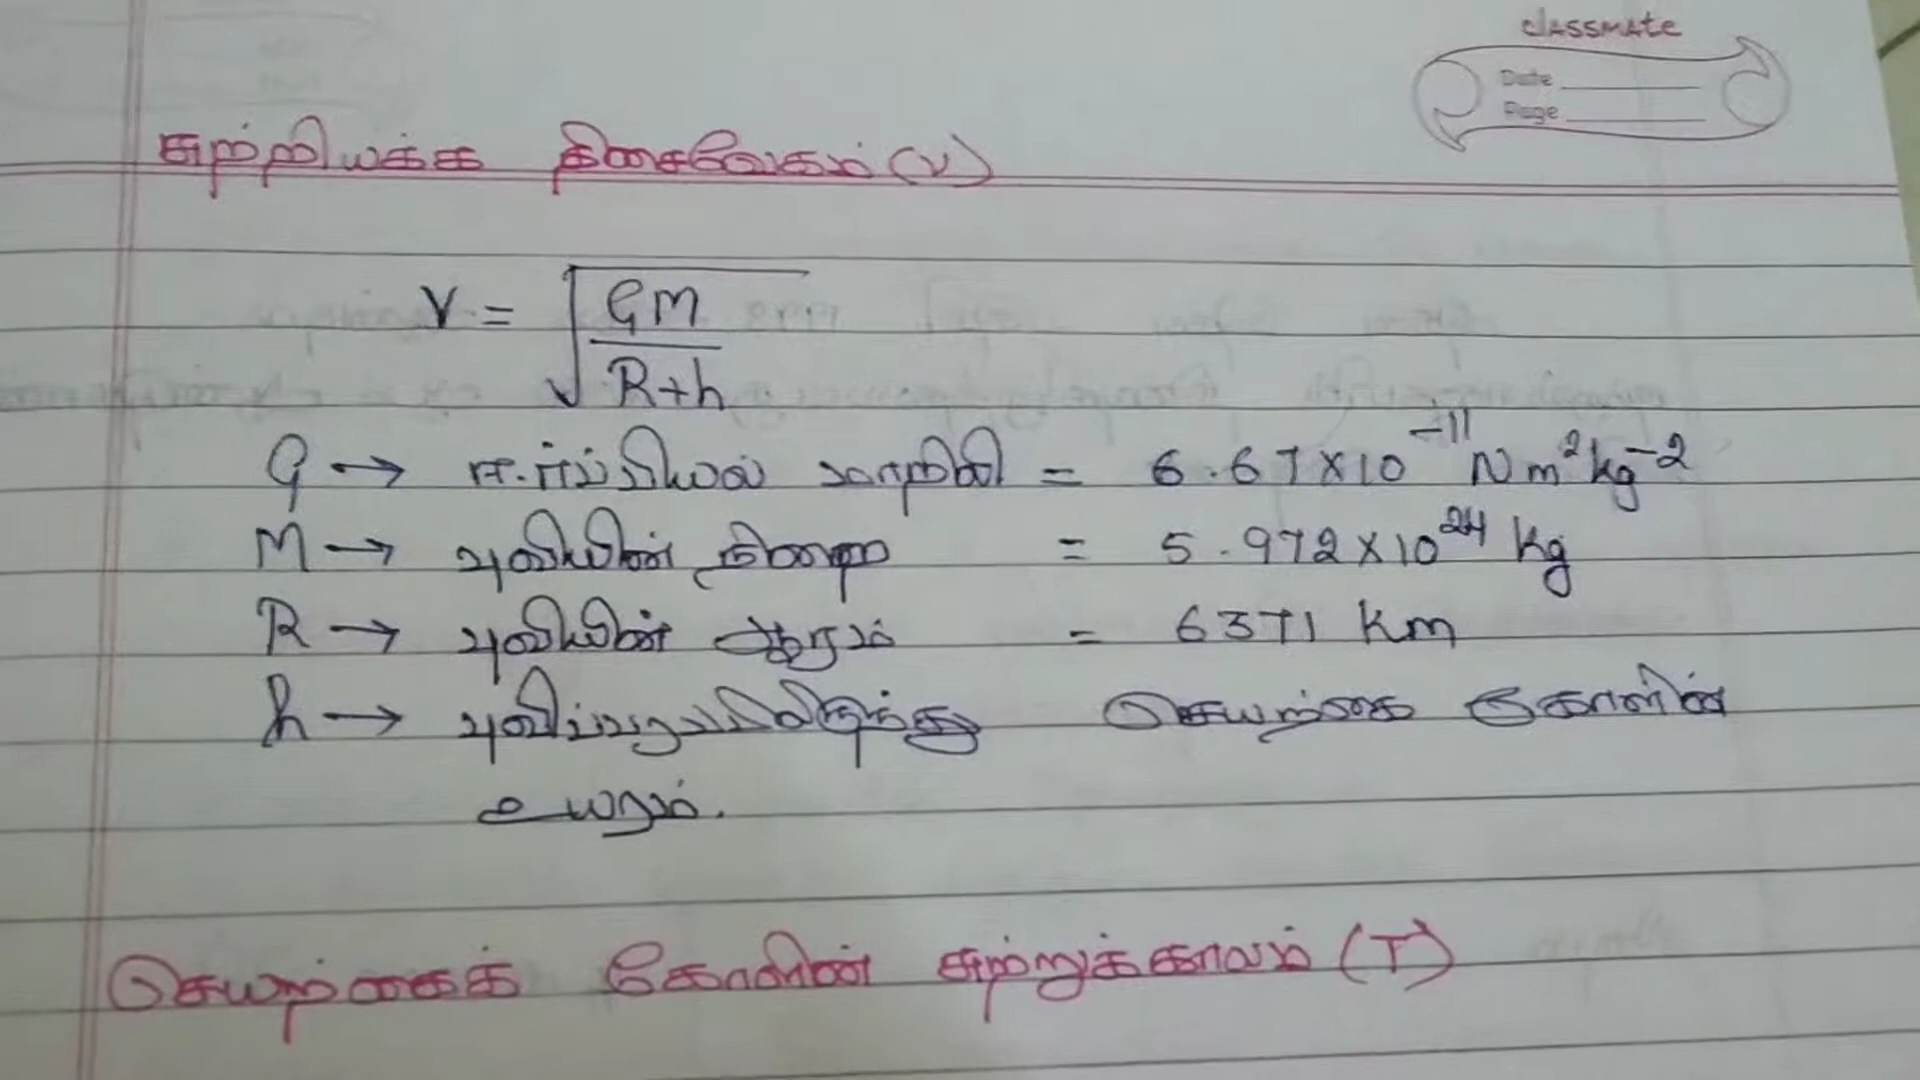 classmate
Date
Page
சுற்றியக்க திசைவேகம் (V)
V = √GM/R+h
G → ஈர்ப்பியல் மாறிலி = 6.67×10⁻¹¹ Nm²kg⁻²
M → புவியின் நிறை = 5.972×10²⁴ kg
R → புவியின் ஆரம் = 6371 km
h → புவிப்பரப்பிலிருந்து செயற்கை கோளின்
உயரம்.
செயற்கைக் கோளின் சுற்றுக்காலம் (T)